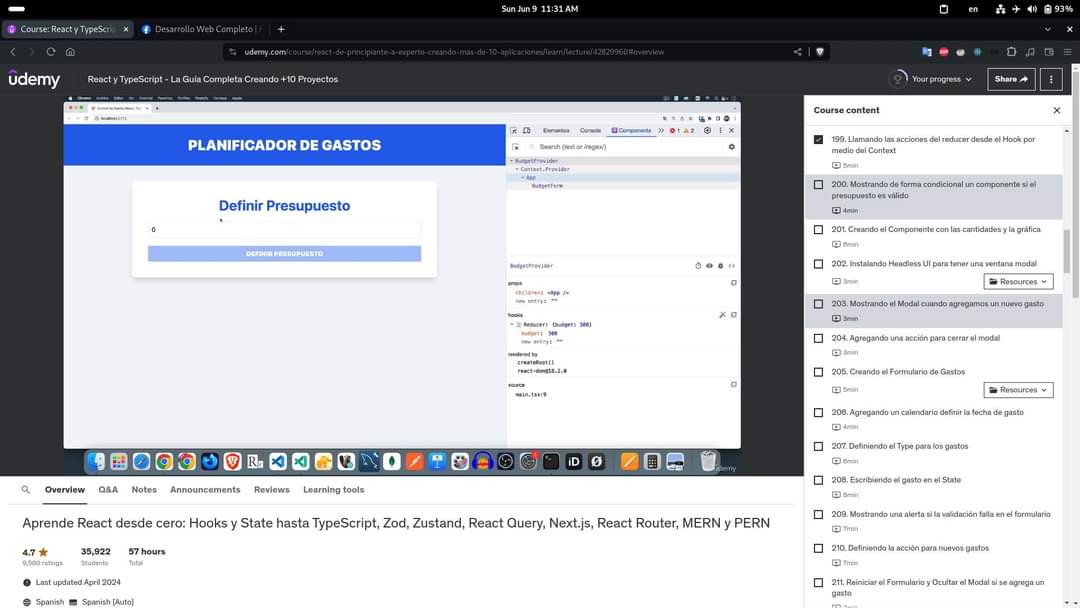 Sun Jun 9 11:31 AM
en
93%
Course: React y TypeScri
Desarrollo Web Completo |
udemy.com/course/react-de-principiante-a-experto-creando-mas-de-10-aplicaciones/learn/lecture/42829960#overview
udemy
React y TypeScript - La Guía Completa Creando +10 Proyectos
Your progress
Share
PLANIFICADOR DE GASTOS
Definir Presupuesto
0
DEFINIR PRESUPUESTO
Elements
Console
Components
1
2
Search (text or /regex/)
BudgetProvider
Context.Provider
App
BudgetForm
BudgetProvider
props
children: <App />
new entry: ""
hooks
Reducer: {budget: 300}
budget: 300
new entry: ""
rendered by
createRoot()
react-dom@18.2.0
source
main.tsx:9
udemy
Course content
199. Llamando las acciones del reducer desde el Hook por
medio del Context
5min
200. Mostrando de forma condicional un componente si el
presupuesto es válido
4min
201. Creando el Componente con las cantidades y la gráfica
6min
202. Instalando Headless UI para tener una ventana modal
3min
Resources
203. Mostrando el Modal cuando agregamos un nuevo gasto
3min
204. Agregando una acción para cerrar el modal
3min
205. Creando el Formulario de Gastos
5min
Resources
206. Agregando un calendario definir la fecha de gasto
4min
207. Definiendo el Type para los gastos
6min
208. Escribiendo el gasto en el State
6min
209. Mostrando una alerta si la validación falla en el formulario
7min
210. Definiendo la acción para nuevos gastos
7min
211. Reiniciar el Formulario y Ocultar el Modal si se agrega un
gasto
Overview
Q&A
Notes
Announcements
Reviews
Learning tools
Aprende React desde cero: Hooks y State hasta TypeScript, Zod, Zustand, React Query, Next.js, React Router, MERN y PERN
4.7
35,922
57 hours
9,500 ratings
Students
Total
Last updated April 2024
Spanish
Spanish [Auto]